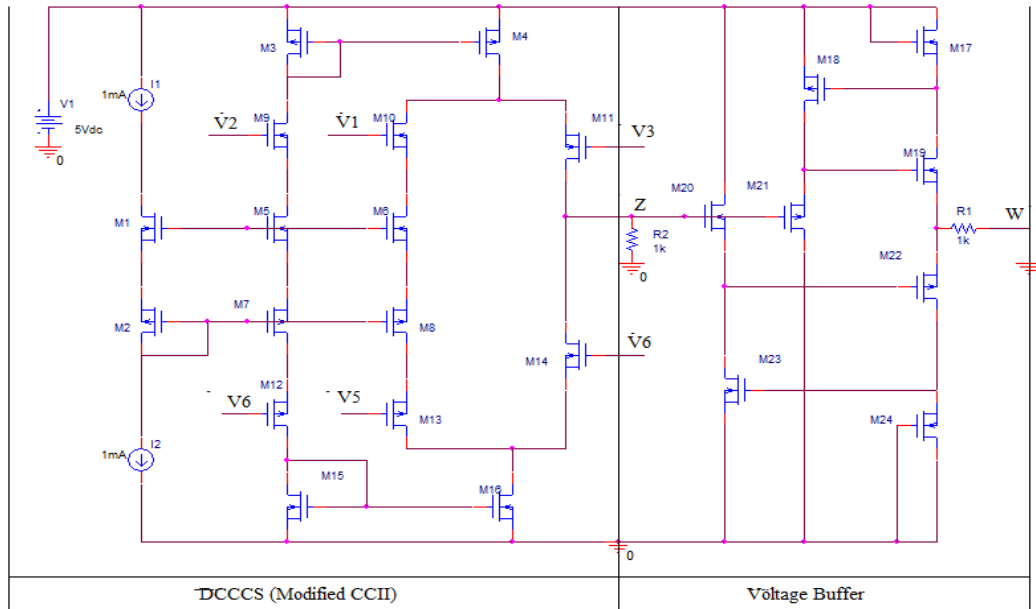 M3
M4
M17
M18
I1
1mA
V1
5Vdc
0
V2
M9
V1
M10
M11
V3
M19
M1
M5
M6
Z
M20
M21
R2
1k
0
R1
1k
W
M22
M2
M7
M8
M14
V6
M23
M12
V6
V5
M13
M24
I2
1mA
M15
M16
0
DCCCS (Modified CCII)
Voltage Buffer